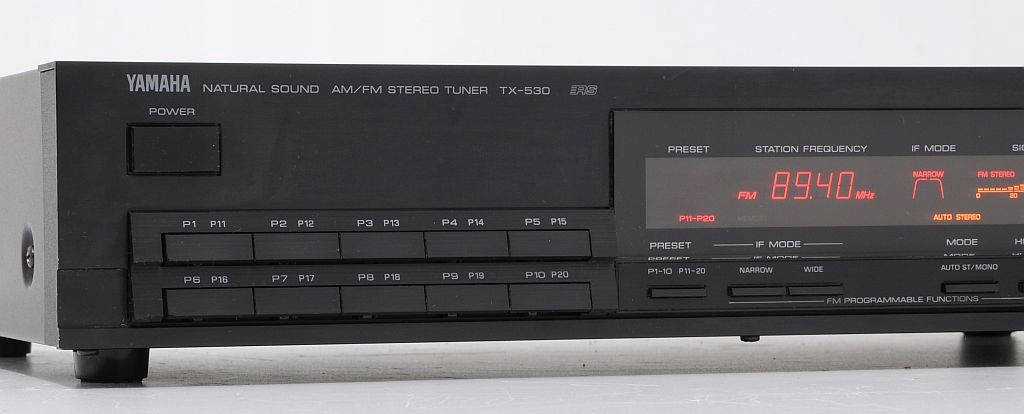 YAMAHA NATURAL SOUND AM/FM STEREO TUNER TX-530 RS
POWER
PRESET STATION FREQUENCY IF MODE
FM 89.40 MHz NARROW FM STEREO
0 20
P11-P20 AUTO STEREO
P1 P11 P2 P12 P3 P13 P4 P14 P5 P15
PRESET IF MODE MODE
P1-10 P11-20 NARROW WIDE AUTO ST/MONO
P6 P16 P7 P17 P8 P18 P9 P19 P10 P20
FM PROGRAMMABLE FUNCTIONS